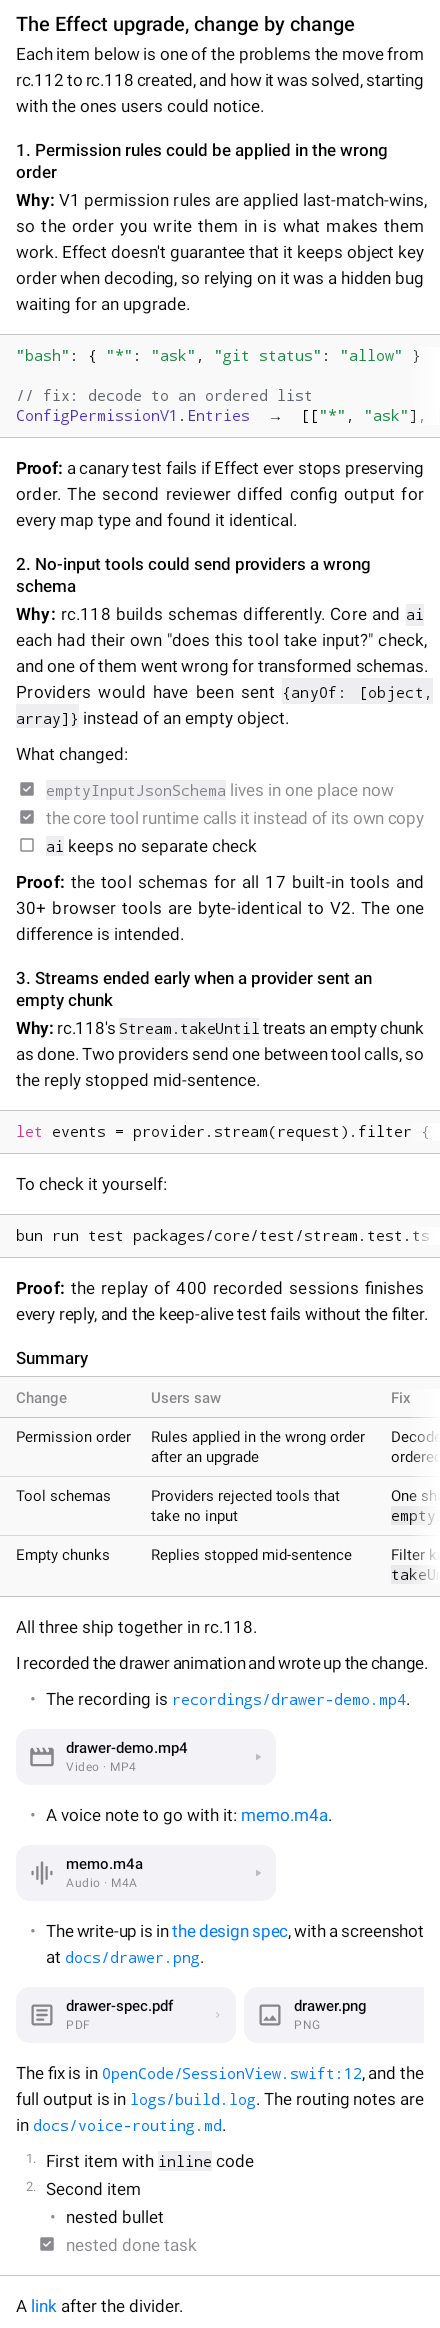 The Effect upgrade, change by change
Each item below is one of the problems the move from
rc.112 to rc.118 created, and how it was solved, starting
with the ones users could notice.
1. Permission rules could be applied in the wrong
order
Why: V1 permission rules are applied last-match-wins,
so the order you write them in is what makes them
work. Effect doesn't guarantee that it keeps object key
order when decoding, so relying on it was a hidden bug
waiting for an upgrade.
"bash": { "*": "ask", "git status": "allow" }
// fix: decode to an ordered list
ConfigPermissionV1.Entries → [["*", "ask"],
Proof: a canary test fails if Effect ever stops preserving
order. The second reviewer diffed config output for
every map type and found it identical.
2. No-input tools could send providers a wrong
schema
Why: rc.118 builds schemas differently. Core and ai
each had their own "does this tool take input?" check,
and one of them went wrong for transformed schemas.
Providers would have been sent {anyOf: [object,
array]} instead of an empty object.
What changed:
emptyInputJsonSchema lives in one place now
the core tool runtime calls it instead of its own copy
ai keeps no separate check
Proof: the tool schemas for all 17 built-in tools and
30+ browser tools are byte-identical to V2. The one
difference is intended.
3. Streams ended early when a provider sent an
empty chunk
Why: rc.118's Stream.takeUntil treats an empty chunk
as done. Two providers send one between tool calls, so
the reply stopped mid-sentence.
let events = provider.stream(request).filter {
To check it yourself:
bun run test packages/core/test/stream.test.ts
Proof: the replay of 400 recorded sessions finishes
every reply, and the keep-alive test fails without the filter.
Summary
Change Users saw Fix
Permission order Rules applied in the wrong order Decode
after an upgrade ordered
Tool schemas Providers rejected tools that One sh
take no input empty
Empty chunks Replies stopped mid-sentence Filter k
takeU
All three ship together in rc.118.
I recorded the drawer animation and wrote up the change.
• The recording is recordings/drawer-demo.mp4.
drawer-demo.mp4
Video · MP4
• A voice note to go with it: memo.m4a.
memo.m4a
Audio · M4A
• The write-up is in the design spec, with a screenshot
at docs/drawer.png.
drawer-spec.pdf drawer.png
PDF PNG
The fix is in OpenCode/SessionView.swift:12, and the
full output is in logs/build.log. The routing notes are
in docs/voice-routing.md.
1. First item with inline code
2. Second item
• nested bullet
nested done task
A link after the divider.